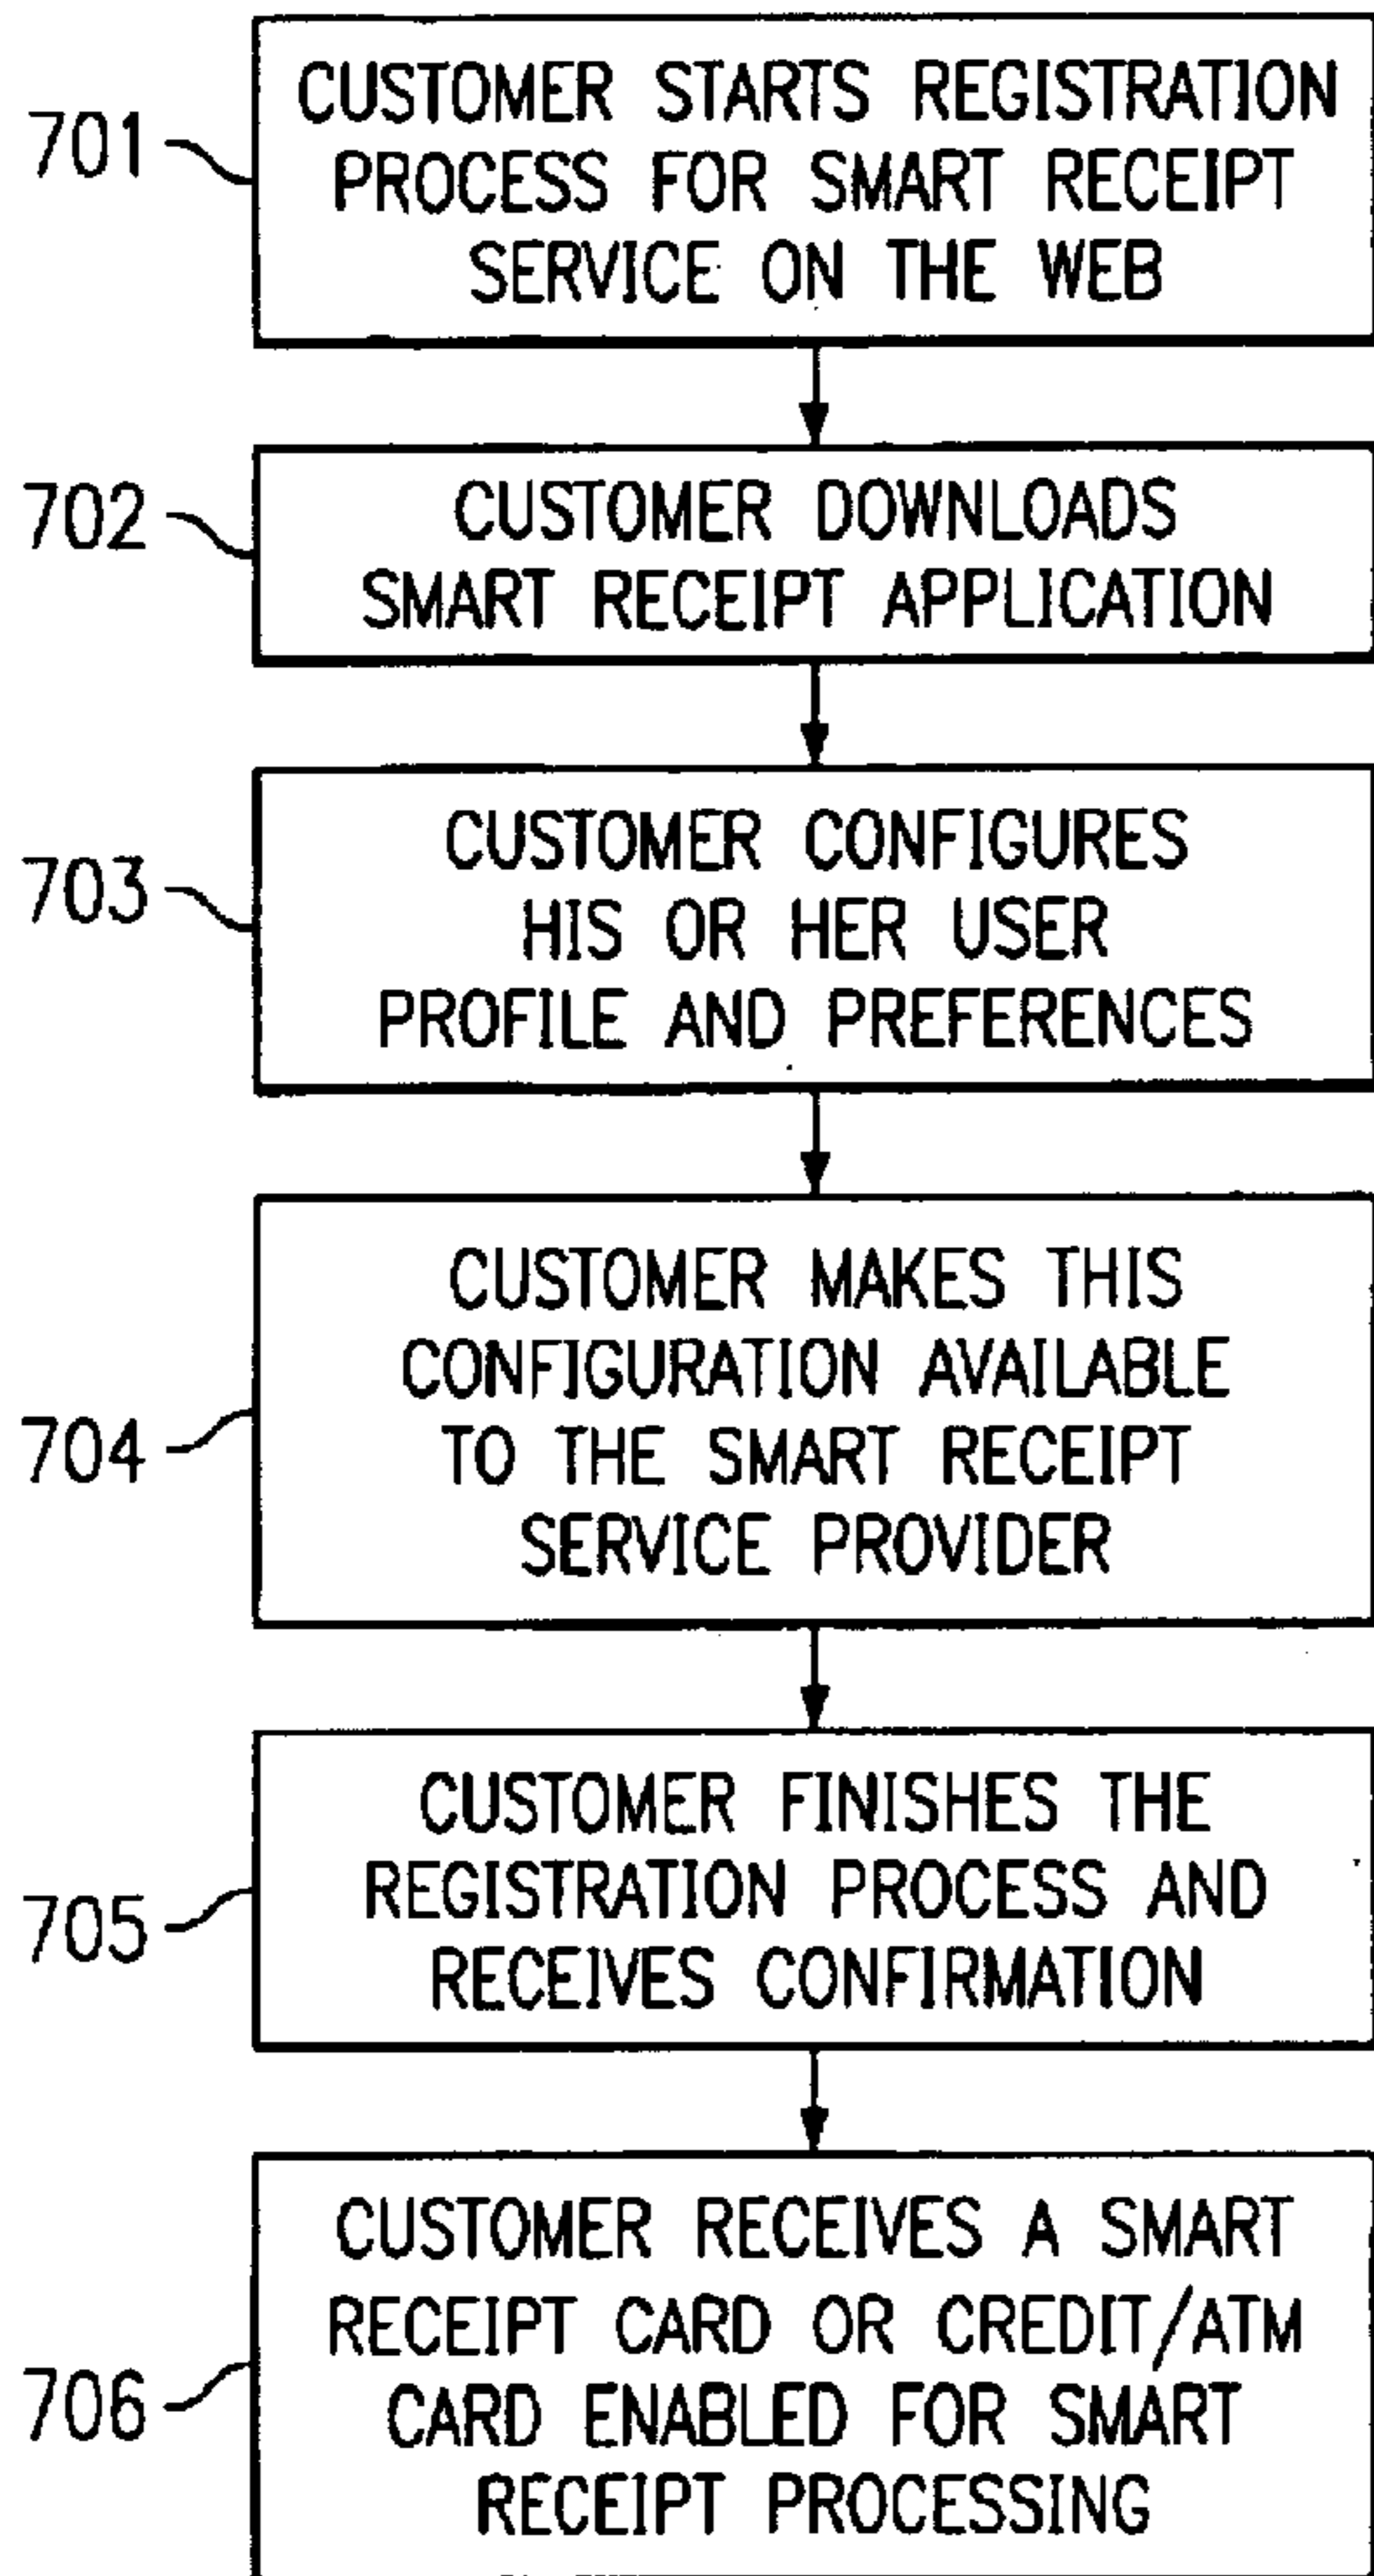 701
CUSTOMER STARTS REGISTRATION
PROCESS FOR SMART RECEIPT
SERVICE ON THE WEB
702
CUSTOMER DOWNLOADS
SMART RECEIPT APPLICATION
703
CUSTOMER CONFIGURES
HIS OR HER USER
PROFILE AND PREFERENCES
704
CUSTOMER MAKES THIS
CONFIGURATION AVAILABLE
TO THE SMART RECEIPT
SERVICE PROVIDER
705
CUSTOMER FINISHES THE
REGISTRATION PROCESS AND
RECEIVES CONFIRMATION
706
CUSTOMER RECEIVES A SMART
RECEIPT CARD OR CREDIT/ATM
CARD ENABLED FOR SMART
RECEIPT PROCESSING